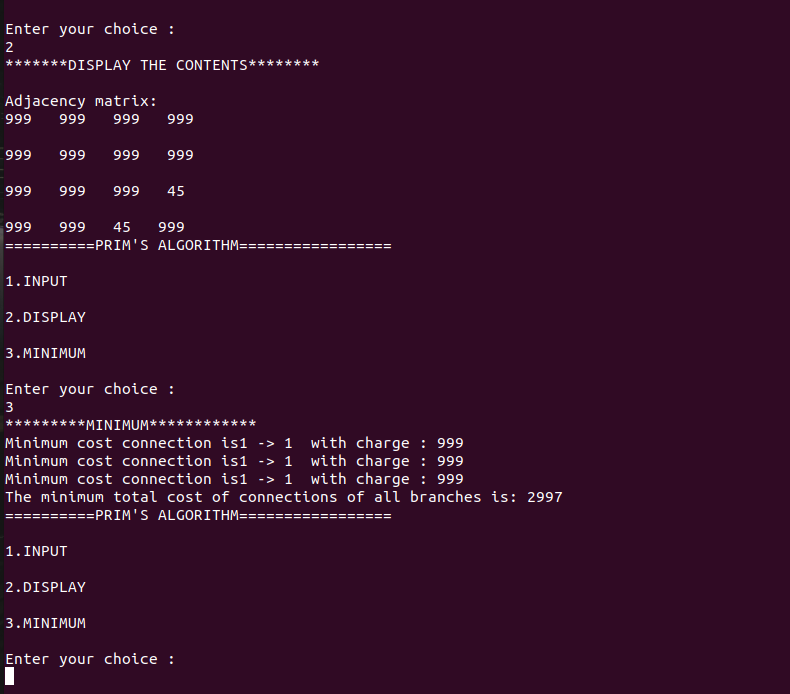 Enter your choice :
2
*******DISPLAY THE CONTENTS********
Adjacency matrix:
999   999   999   999
999   999   999   999
999   999   999   45
999   999   45   999
==========PRIM'S ALGORITHM=================
1.INPUT
2.DISPLAY
3.MINIMUM
Enter your choice :
3
*********MINIMUM************
Minimum cost connection is1 -> 1  with charge : 999
Minimum cost connection is1 -> 1  with charge : 999
Minimum cost connection is1 -> 1  with charge : 999
The minimum total cost of connections of all branches is: 2997
==========PRIM'S ALGORITHM=================
1.INPUT
2.DISPLAY
3.MINIMUM
Enter your choice :